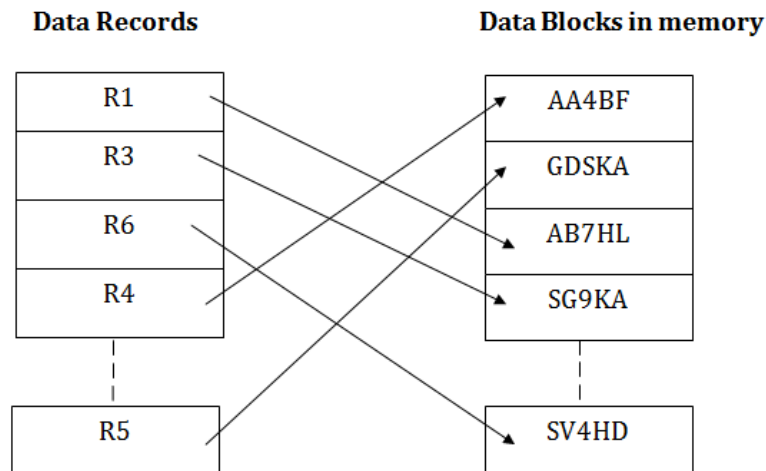 Data Records
Data Blocks in memory
R1
R3
R6
R4
R5
AA4BF
GDSKA
AB7HL
SG9KA
SV4HD